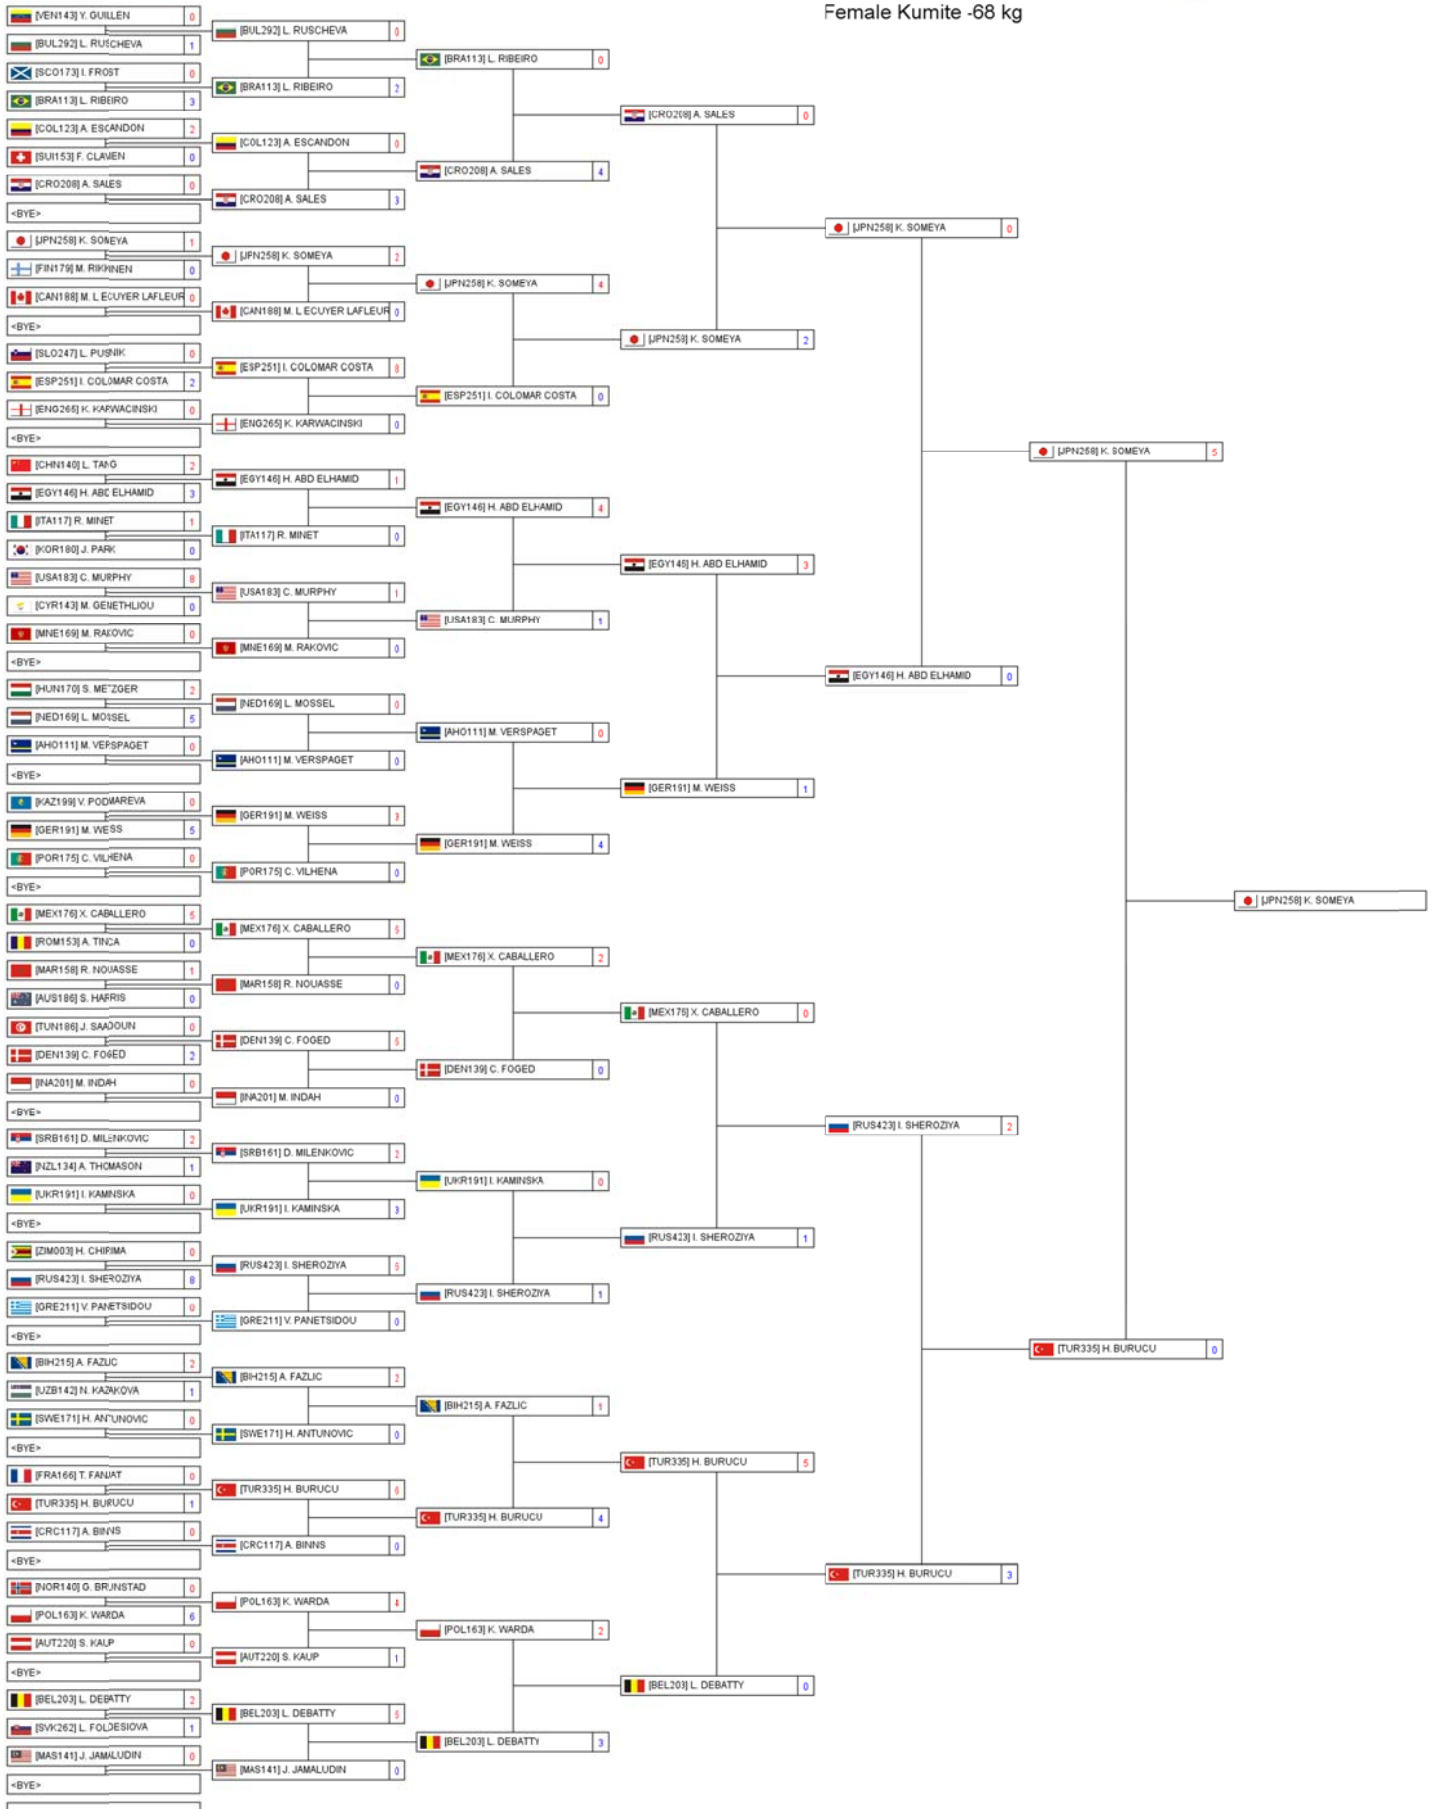 Female Kumite -68 kg
[VEN143] Y. GUILLEN 0
[BUL292] L. RUSCHEVA 1
[SCO173] I. FROST 0
[BRA113] L. RIBEIRO 3
[COL123] A. ESCANDON 2
[SUI153] F. CLAVIEN 0
[CRO208] A. SALES 0
<BYE>
[JPN258] K. SOMEYA 1
[FIN179] M. RIKKINEN 0
[CAN188] M. L ECUYER LAFLEUR 0
<BYE>
[SLO247] L. PUSNIK 0
[ESP251] I. COLOMAR COSTA 2
[ENG265] K. KARWACINSKI 0
<BYE>
[CHN140] L. TANG 2
[EGY146] H. ABD ELHAMID 3
[ITA117] R. MINET 1
[KOR180] J. PARK 0
[USA183] C. MURPHY 8
[CYR143] M. GENETHLIOU 0
[MNE169] M. RAKOVIC 0
<BYE>
[HUN170] S. METZGER 2
[NED169] L. MOSSEL 5
[AHO111] M. VERSPAGET 0
<BYE>
[KAZ199] V. PODMAREVA 0
[GER191] M. WEISS 5
[POR175] C. VILHENA 0
<BYE>
[MEX176] X. CABALLERO 5
[ROM153] A. TINCA 0
[MAR158] R. NOUASSE 1
[AUS186] S. HARRIS 0
[TUN186] J. SAADOUN 0
[DEN139] C. FOGED 2
[INA201] M. INDAH 0
<BYE>
[SRB161] D. MILENKOVIC 2
[NZL134] A. THOMASON 1
[UKR191] I. KAMINSKA 0
<BYE>
[ZIM003] H. CHIRIMA 0
[RUS423] I. SHEROZIYA 8
[GRE211] V. PANETSIDOU 0
<BYE>
[BIH215] A. FAZLIC 2
[UZB142] N. KAZAKOVA 1
[SWE171] H. ANTUNOVIC 0
<BYE>
[FRA166] T. FANJAT 0
[TUR335] H. BURUCU 1
[CRC117] A. BINNS 0
<BYE>
[NOR140] G. BRUNSTAD 0
[POL163] K. WARDA 6
[AUT220] S. KAUP 0
<BYE>
[BEL203] L. DEBATTY 2
[SVK262] L. FOLDESIOVA 1
[MAS141] J. JAMALUDIN 0
<BYE>
[BUL292] L. RUSCHEVA 0
[BRA113] L. RIBEIRO 2
[COL123] A. ESCANDON 0
[CRO208] A. SALES 3
[JPN258] K. SOMEYA 2
[CAN188] M. L ECUYER LAFLEUR 0
[ESP251] I. COLOMAR COSTA 8
[ENG265] K. KARWACINSKI 0
[EGY146] H. ABD ELHAMID 1
[ITA117] R. MINET 0
[USA183] C. MURPHY 1
[MNE169] M. RAKOVIC 0
[NED169] L. MOSSEL 0
[AHO111] M. VERSPAGET 0
[GER191] M. WEISS 3
[POR175] C. VILHENA 0
[MEX176] X. CABALLERO 5
[MAR158] R. NOUASSE 0
[DEN139] C. FOGED 5
[INA201] M. INDAH 0
[SRB161] D. MILENKOVIC 2
[UKR191] I. KAMINSKA 3
[RUS423] I. SHEROZIYA 5
[GRE211] V. PANETSIDOU 0
[BIH215] A. FAZLIC 2
[SWE171] H. ANTUNOVIC 0
[TUR335] H. BURUCU 6
[CRC117] A. BINNS 0
[POL163] K. WARDA 4
[AUT220] S. KAUP 1
[BEL203] L. DEBATTY 5
[MAS141] J. JAMALUDIN 0
[BRA113] L. RIBEIRO 0
[CRO208] A. SALES 4
[JPN258] K. SOMEYA 4
[ESP251] I. COLOMAR COSTA 0
[EGY146] H. ABD ELHAMID 4
[USA183] C. MURPHY 1
[AHO111] M. VERSPAGET 0
[GER191] M. WEISS 4
[MEX176] X. CABALLERO 2
[DEN139] C. FOGED 0
[UKR191] I. KAMINSKA 0
[RUS423] I. SHEROZIYA 1
[BIH215] A. FAZLIC 1
[TUR335] H. BURUCU 4
[POL163] K. WARDA 2
[BEL203] L. DEBATTY 3
[CRO208] A. SALES 0
[JPN258] K. SOMEYA 2
[EGY146] H. ABD ELHAMID 3
[GER191] M. WEISS 1
[MEX176] X. CABALLERO 0
[RUS423] I. SHEROZIYA 1
[TUR335] H. BURUCU 5
[BEL203] L. DEBATTY 0
[JPN258] K. SOMEYA 0
[EGY146] H. ABD ELHAMID 0
[RUS423] I. SHEROZIYA 2
[TUR335] H. BURUCU 3
[JPN258] K. SOMEYA 5
[TUR335] H. BURUCU 0
[JPN258] K. SOMEYA